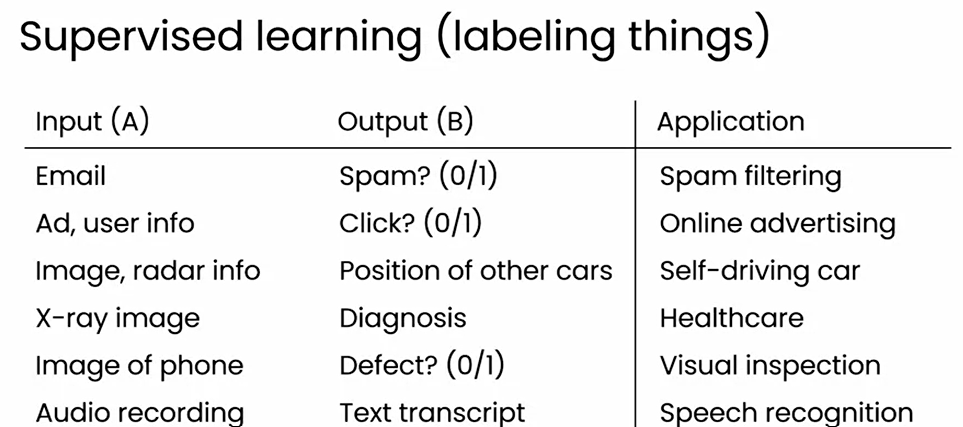 Supervised learning (labeling things)
Input (A) Output (B) Application
Email Spam? (0/1) Spam filtering
Ad, user info Click? (0/1) Online advertising
Image, radar info Position of other cars Self-driving car
X-ray image Diagnosis Healthcare
Image of phone Defect? (0/1) Visual inspection
Audio recording Text transcript Speech recognition